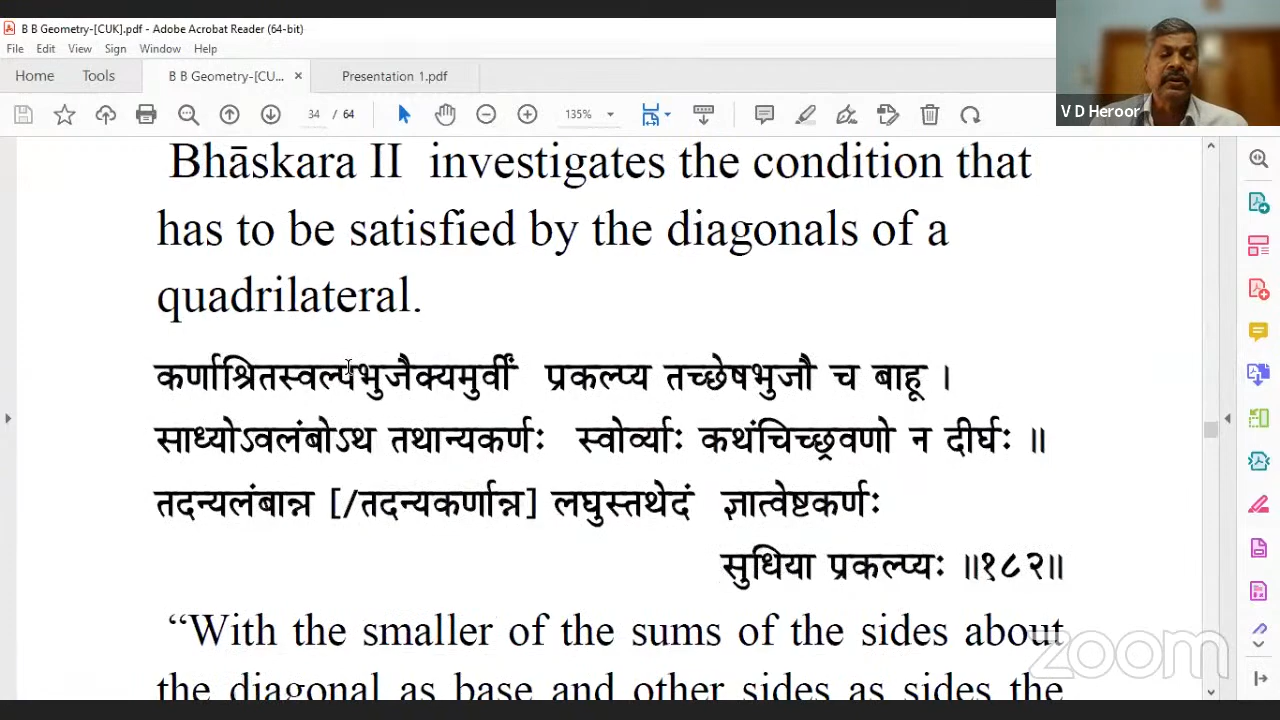 B B Geometry-[CUK].pdf - Adobe Acrobat Reader (64-bit)
File Edit View Sign Window Help
Home Tools B B Geometry-[CU... × Presentation 1.pdf
34 / 64 135%
V D Heroor
Bhāskara II investigates the condition that
has to be satisfied by the diagonals of a
quadrilateral.
कर्णाश्रितस्वल्पभुजैक्यमुर्वीं प्रकल्प्य तच्छेषभुजौ च बाहू ।
साध्योऽवलंबोऽथ तथान्यकर्णः स्वोर्व्याः कथंचिच्छ्रवणो न दीर्घः ॥
तदन्यलंबान्न [/तदन्यकर्णान्न] लघुस्तथेदं ज्ञात्वेष्टकर्णः
सुधिया प्रकल्प्यः ॥१८२॥
“With the smaller of the sums of the sides about
the diagonal as base and other sides as sides the
zoom